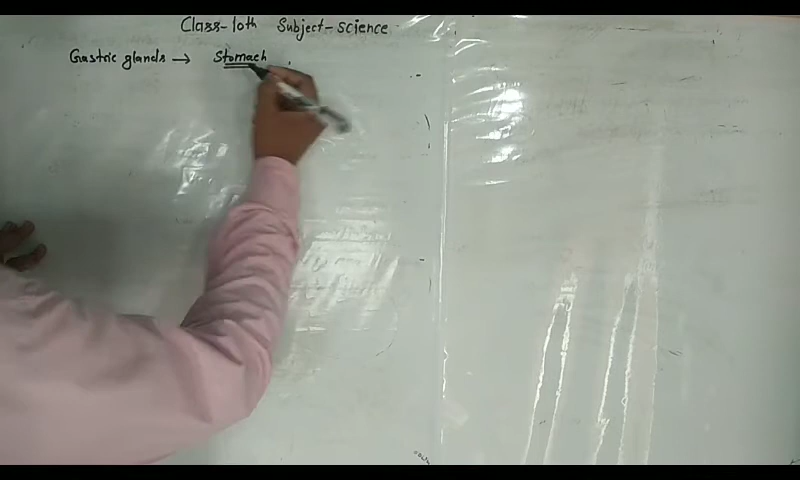 Class-10th Subject-science
Gastric glands → Stomach